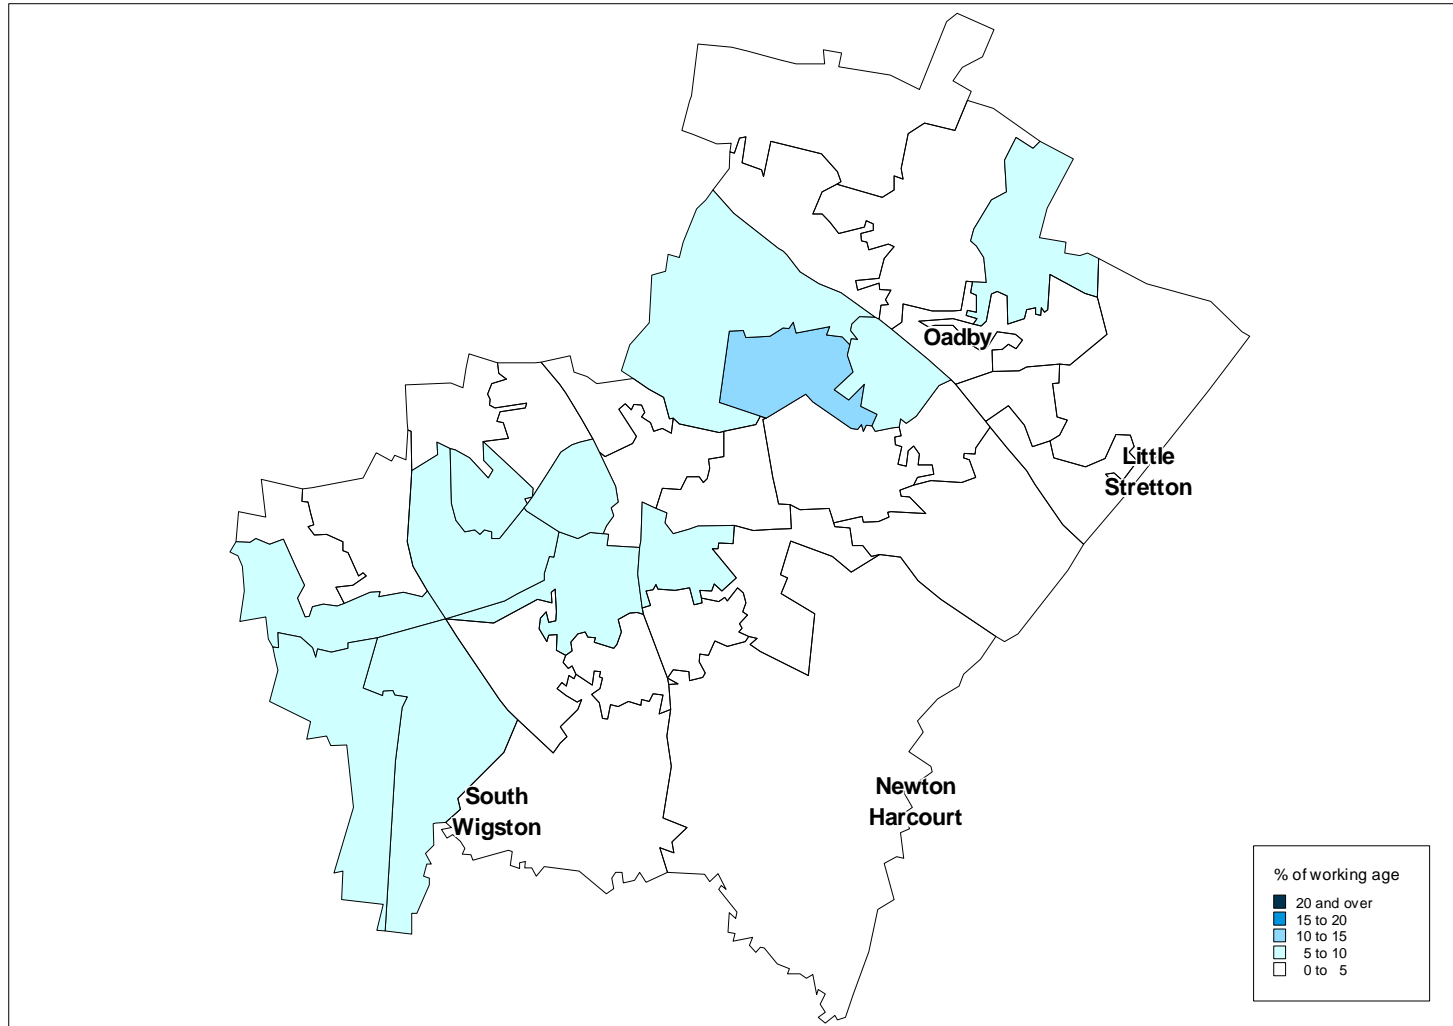 Oadby
Little
Stretton
Newton
Harcourt
South
Wigston
% of working age
20 and over
15 to 20
10 to 15
5 to 10
0 to 5